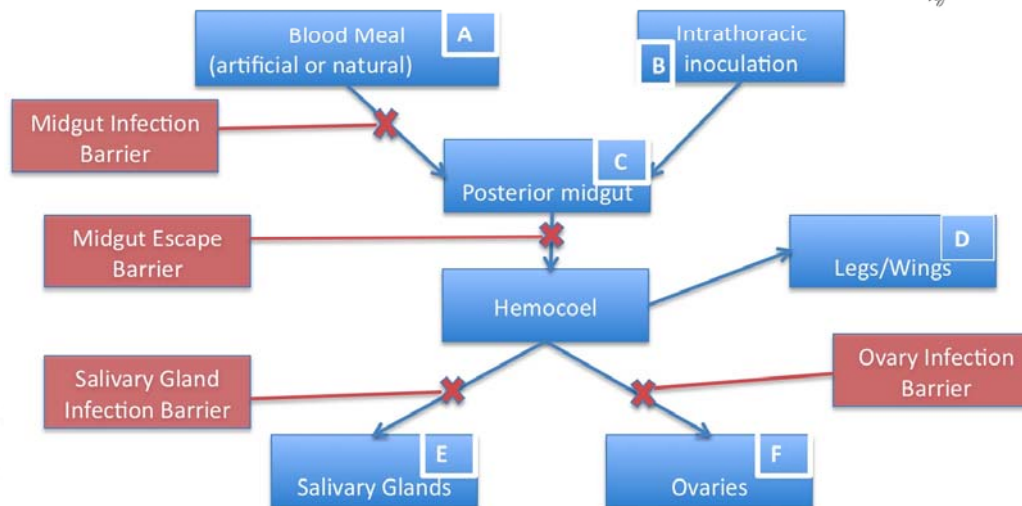 Blood Meal
(artificial or natural)
A
Intrathoracic
inoculation
B
Midgut Infection
Barrier
C
Posterior midgut
Midgut Escape
Barrier
D
Legs/Wings
Hemocoel
Salivary Gland
Infection Barrier
Ovary Infection
Barrier
E
Salivary Glands
F
Ovaries